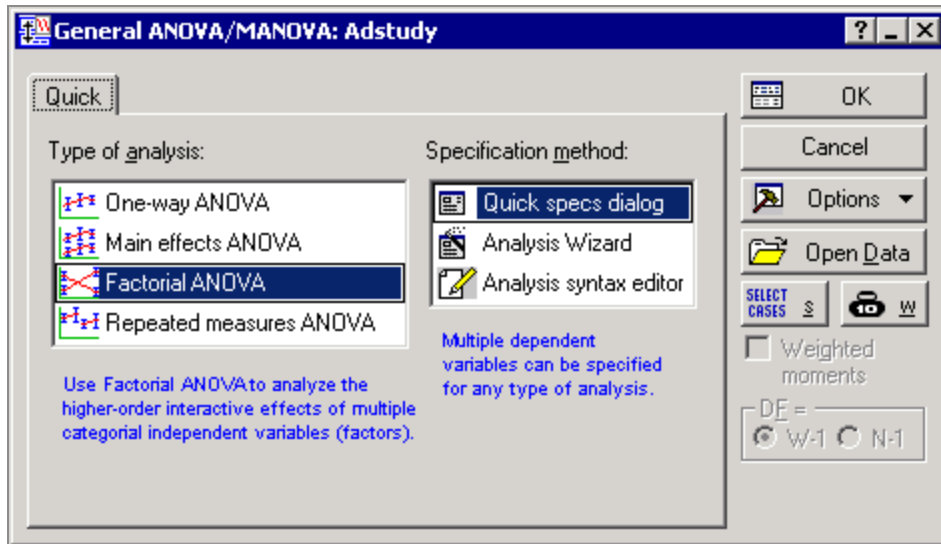 General ANOVA/MANOVA: Adstudy
Quick
Type of analysis:
One-way ANOVA
Main effects ANOVA
Factorial ANOVA
Repeated measures ANOVA
Use Factorial ANOVA to analyze the
higher-order interactive effects of multiple
categorial independent variables (factors).
Specification method:
Quick specs dialog
Analysis Wizard
Analysis syntax editor
Multiple dependent
variables can be specified
for any type of analysis.
OK
Cancel
Options
Open Data
SELECT
CASES S
W
Weighted
moments
DF =
W-1 N-1